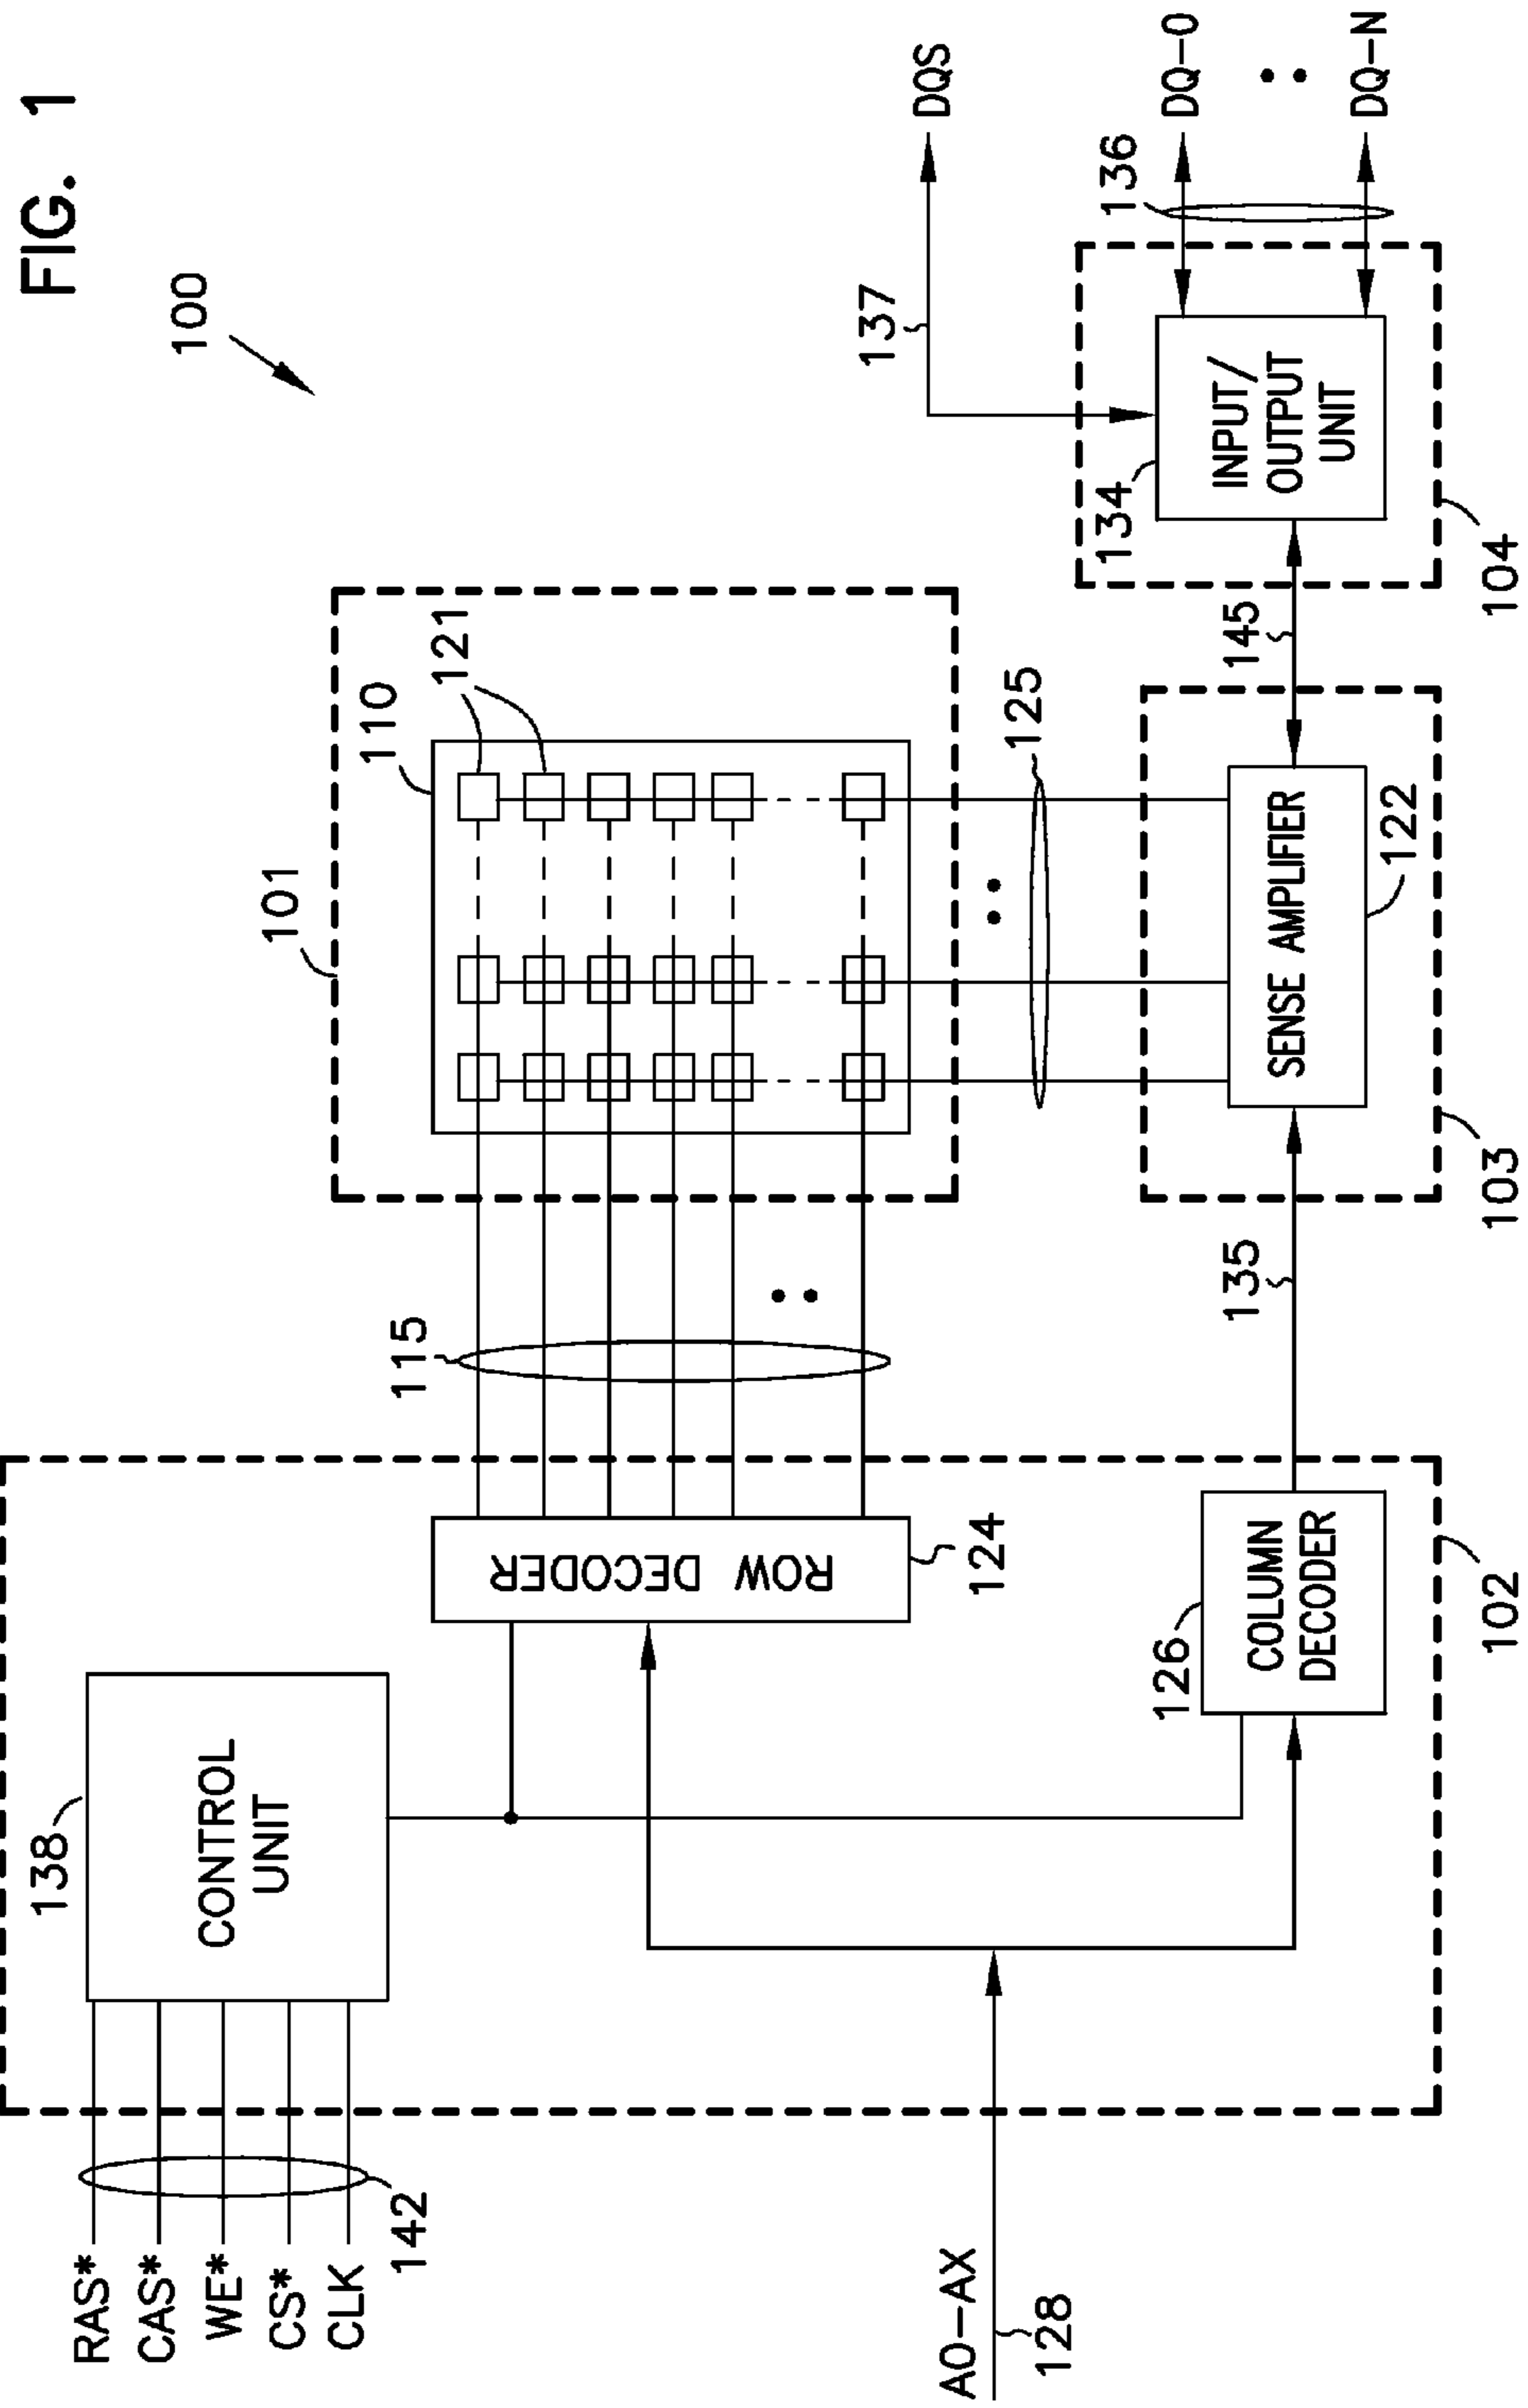 FIG. 1
100
RAS*
CAS*
WE*
CS*
CLK
142
138
CONTROL
UNIT
A0-AX
128
ROW DECODER
124
126
COLUMN
DECODER
102
115
101
110
121
125
135
SENSE AMPLIFIER
122
103
145
134
INPUT/
OUTPUT
UNIT
104
137
DQS
136
DQ-0
DQ-N